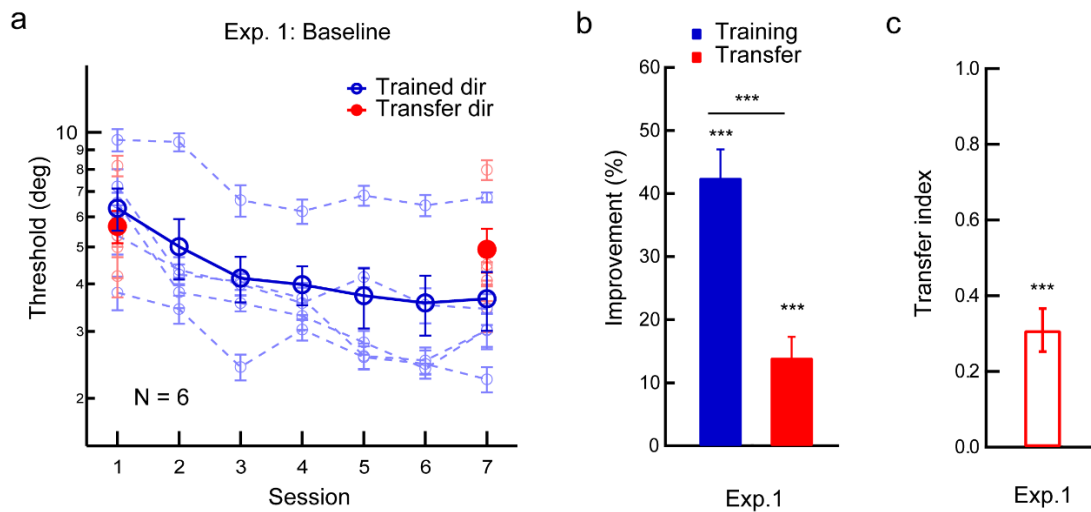 a
Exp. 1: Baseline
Trained dir
Transfer dir
Threshold (deg)
10
9
8
7
6
5
4
3
2
N = 6
1 2 3 4 5 6 7
Session
b
Training
Transfer
Improvement (%)
60
50
40
30
20
10
0
***
***
***
Exp.1
c
Transfer index
1.0
0.8
0.6
0.4
0.2
0.0
***
Exp.1